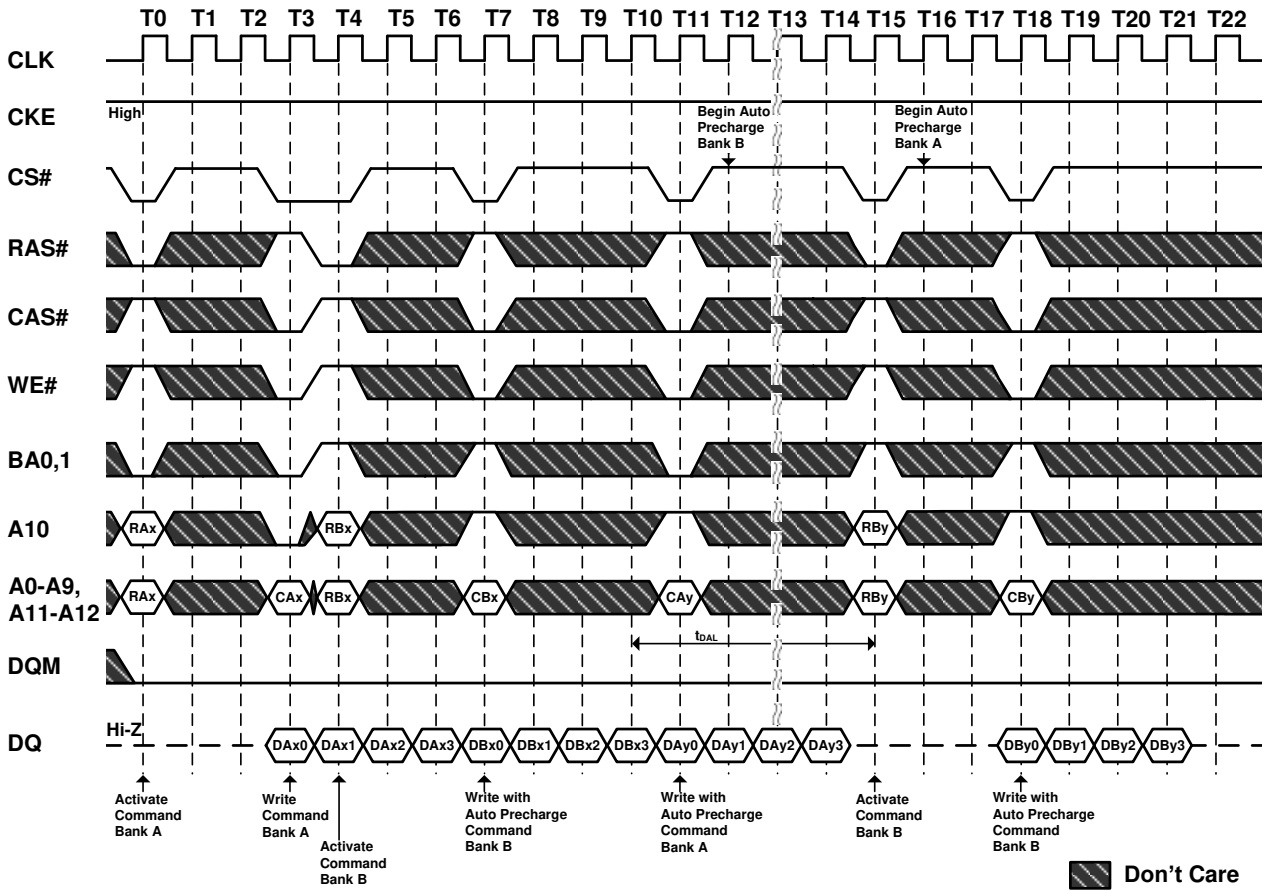 T0 T1 T2 T3 T4 T5 T6 T7 T8 T9 T10 T11 T12 T13 T14 T15 T16 T17 T18 T19 T20 T21 T22
CLK
CKE
High
Begin Auto
Precharge
Bank B
Begin Auto
Precharge
Bank A
CS#
RAS#
CAS#
WE#
BA0,1
A10
RAx RBx RBy
A0-A9,
A11-A12
RAx CAx RBx CBx CAy RBy CBy
tDAL
DQM
DQ
Hi-Z
DAx0 DAx1 DAx2 DAx3 DBx0 DBx1 DBx2 DBx3 DAy0 DAy1 DAy2 DAy3 DBy0 DBy1 DBy2 DBy3
Activate
Command
Bank A
Write
Command
Bank A
Activate
Command
Bank B
Write with
Auto Precharge
Command
Bank B
Write with
Auto Precharge
Command
Bank A
Activate
Command
Bank B
Write with
Auto Precharge
Command
Bank B
Don't Care